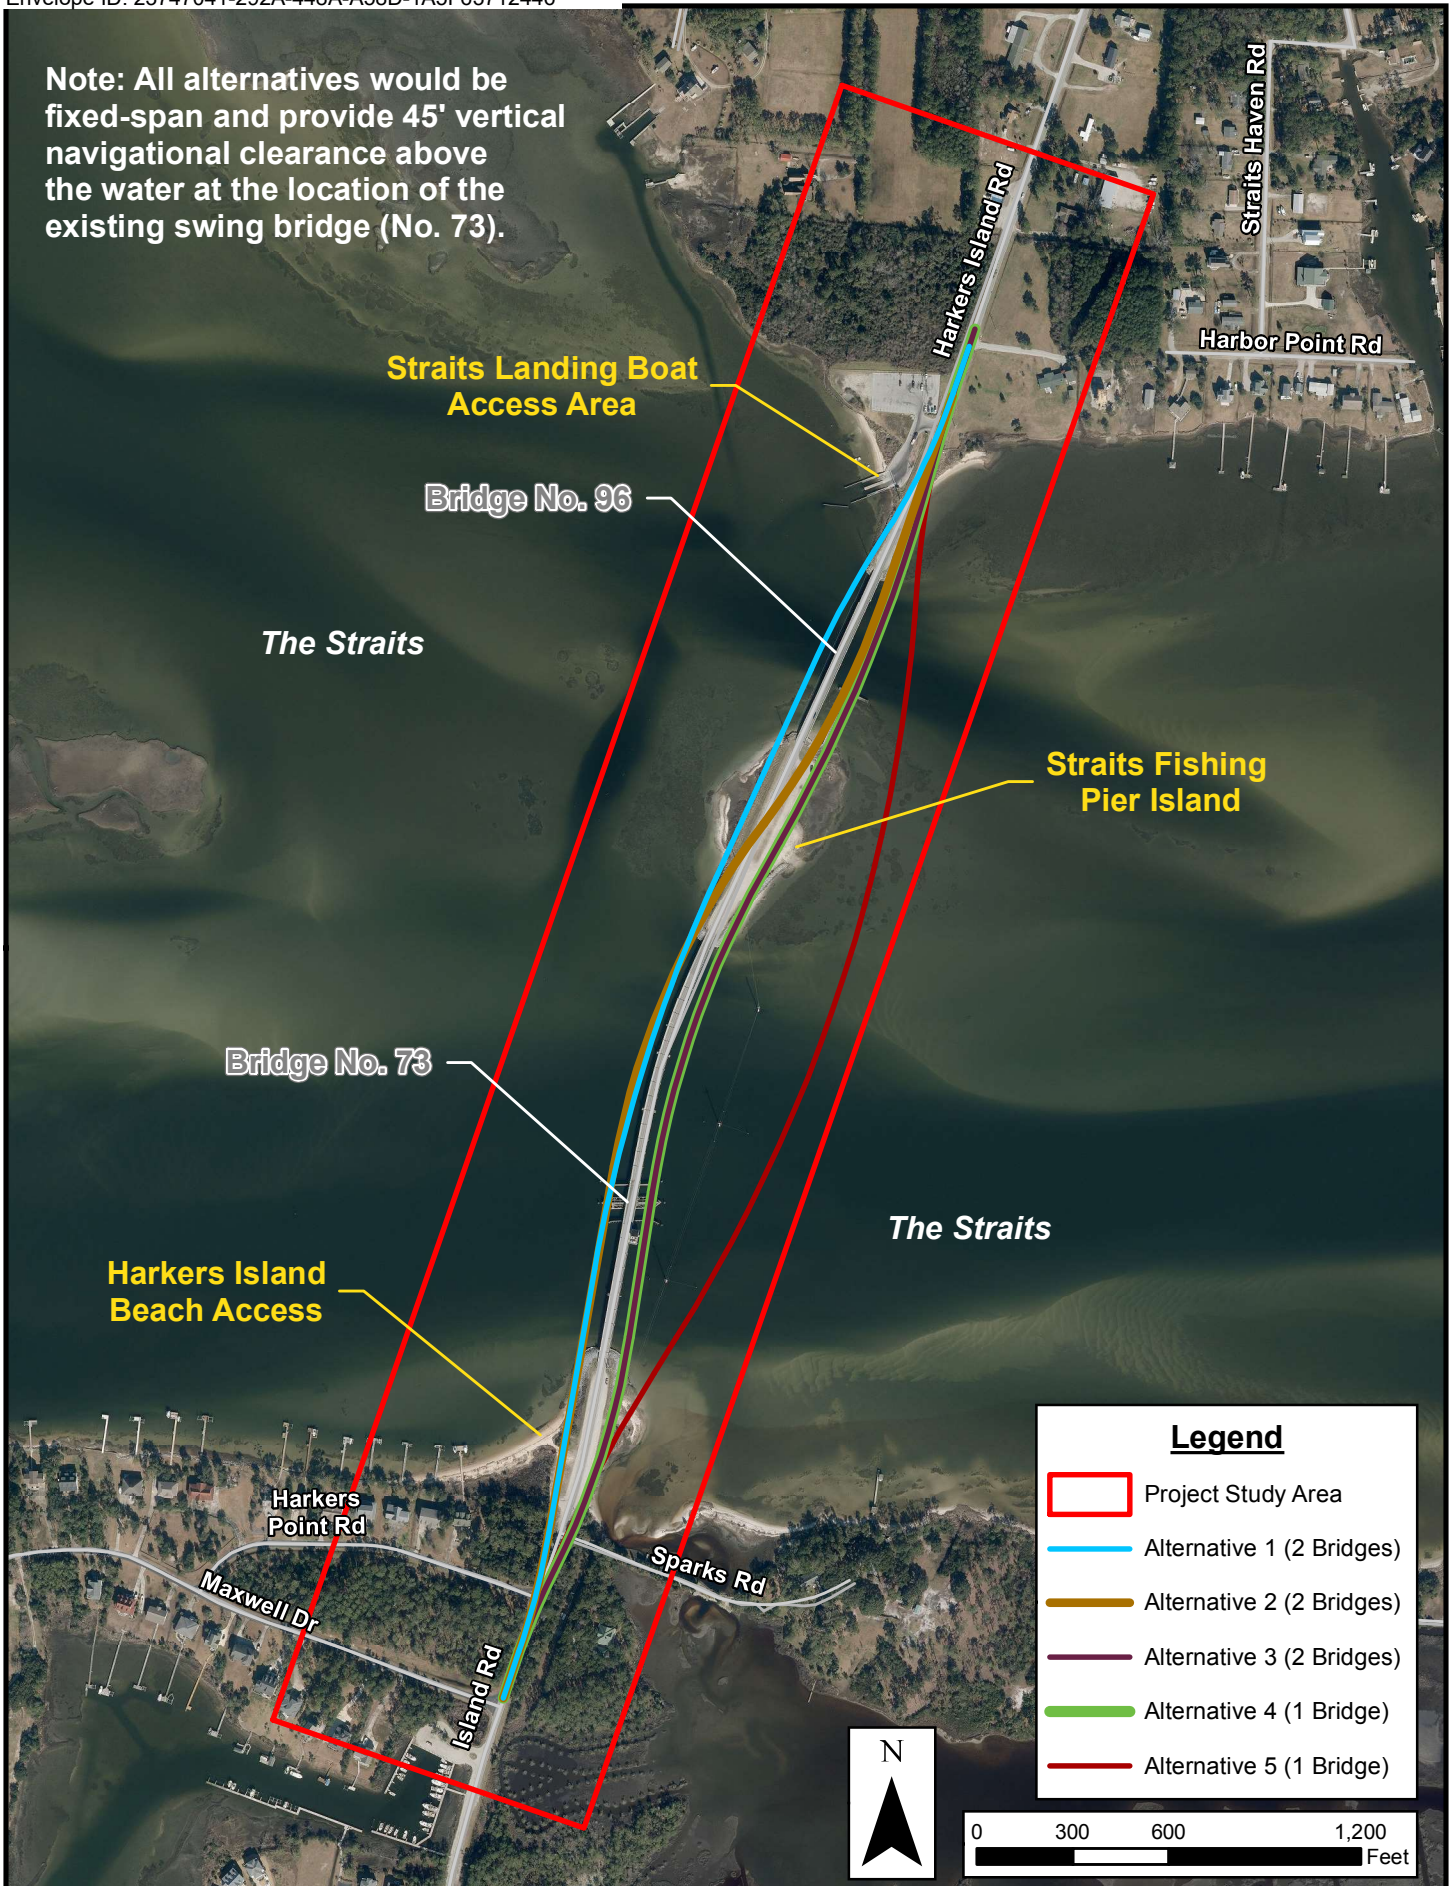 Note: All alternatives would be
fixed-span and provide 45' vertical
navigational clearance above
the water at the location of the
existing swing bridge (No. 73).
Straits Haven Rd
Harkers Island Rd
Harbor Point Rd
Straits Landing Boat
Access Area
Bridge No. 96
The Straits
Straits Fishing
Pier Island
Bridge No. 73
The Straits
Harkers Island
Beach Access
Harkers
Point Rd
Sparks Rd
Maxwell Dr
Island Rd
Legend
Project Study Area
Alternative 1 (2 Bridges)
Alternative 2 (2 Bridges)
Alternative 3 (2 Bridges)
Alternative 4 (1 Bridge)
Alternative 5 (1 Bridge)
N
0 300 600 1,200
Feet